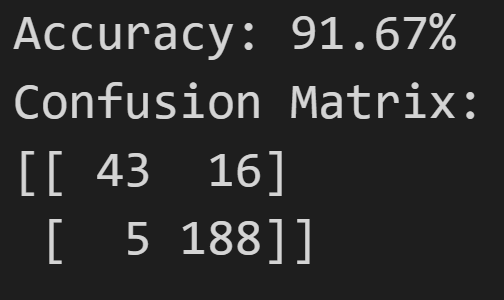 Accuracy: 91.67%
Confusion Matrix:
[[ 43  16]
 [  5 188]]